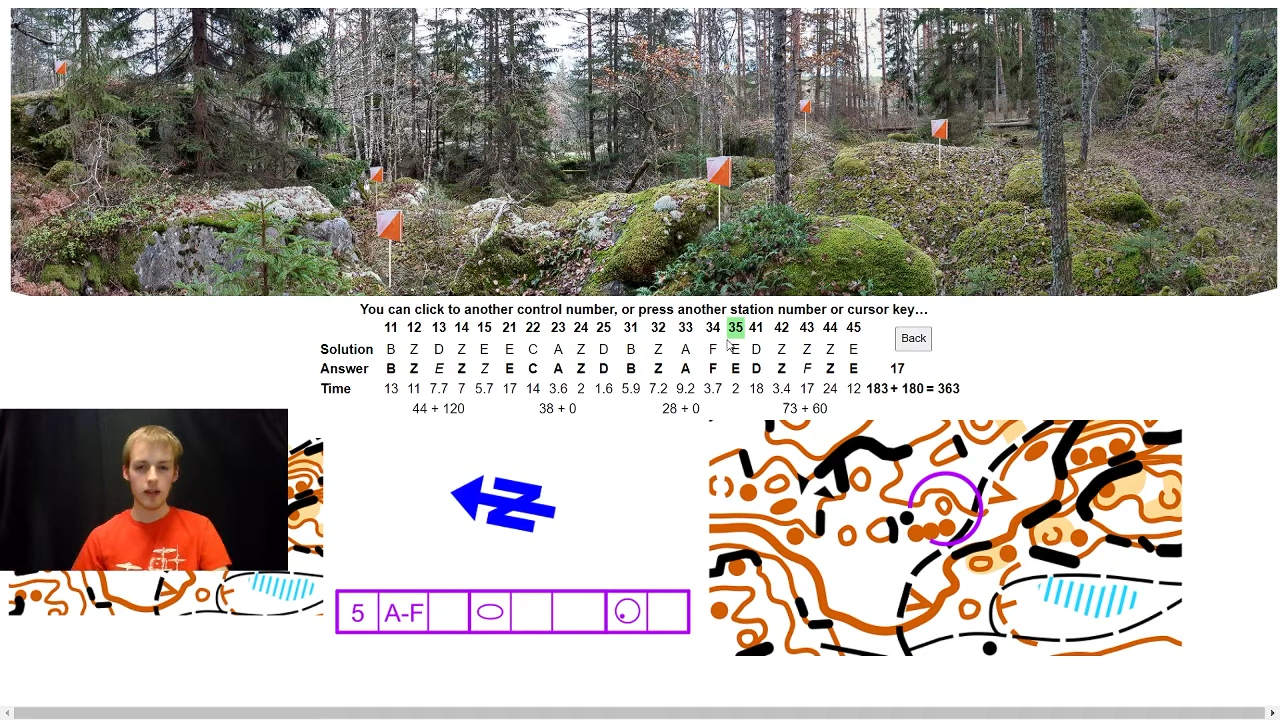 You can click to another control number, or press another station number or cursor key…
11 12 13 14 15 21 22 23 24 25 31 32 33 34 35 41 42 43 44 45
Solution B Z D Z E E C A Z D B Z A F E D Z Z Z E
Back
Answer B Z E Z Z E C A Z D B Z A F E D Z F Z E 17
Time 13 11 7.7 7 5.7 17 14 3.6 2 1.6 5.9 7.2 9.2 3.7 2 18 3.4 17 24 12 183 + 180 = 363
44 + 120 38 + 0 28 + 0 73 + 60
Z
5 A-F